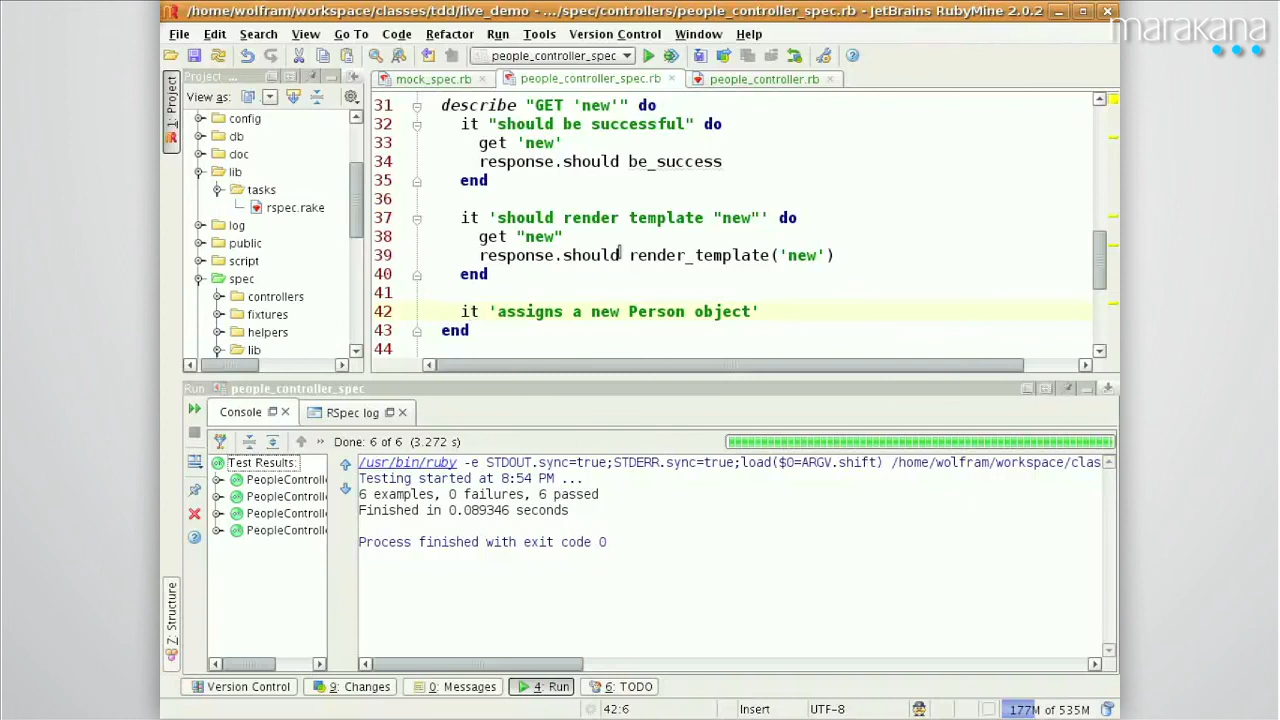 /home/wolfram/workspace/classes/tdd/live_demo - .../spec/controllers/people_controller_spec.rb - JetBrains RubyMine 2.0.2
marakana
File Edit Search View Go To Code Refactor Run Tools Version Control Window Help
people_controller_spec
Project
mock_spec.rb people_controller_spec.rb people_controller.rb
View as:
1: Project
config
db
doc
lib
tasks
rspec.rake
log
public
script
spec
controllers
fixtures
helpers
lib
31 describe "GET 'new'" do
32 it "should be successful" do
33 get 'new'
34 response.should be_success
35 end
36
37 it 'should render template "new"' do
38 get "new"
39 response.should render_template('new')
40 end
41
42 it 'assigns a new Person object'
43 end
44
Run people_controller_spec
Console RSpec log
Done: 6 of 6 (3.272 s)
Test Results:
PeopleControll
PeopleControll
PeopleControll
PeopleControll
/usr/bin/ruby -e STDOUT.sync=true;STDERR.sync=true;load($0=ARGV.shift) /home/wolfram/workspace/clas
Testing started at 8:54 PM ...
6 examples, 0 failures, 6 passed
Finished in 0.089346 seconds
Process finished with exit code 0
Z: Structure
Version Control 9: Changes 0: Messages 4: Run 6: TODO
42:6 Insert UTF-8 177M of 535M